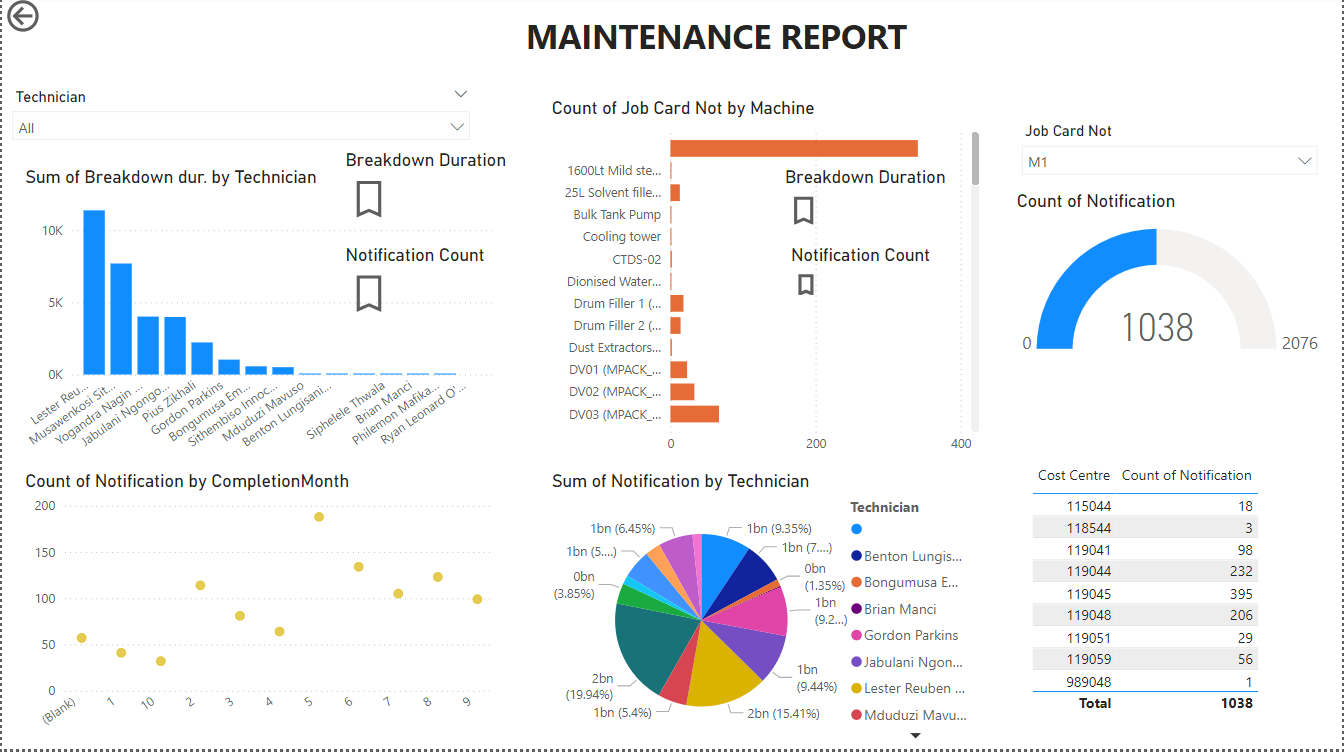 MAINTENANCE REPORT
Technician
All
Sum of Breakdown dur. by Technician
Breakdown Duration
Notification Count
10K
5K
0K
Lester Reu...
Musawenkosi Sit...
Yogandra Nagin ...
Jabulani Ngongo...
Pius Zikhali
Gordon Parkins
Bongumusa Em...
Sithembiso Innoc...
Mduduzi Mavuso
Benton Lungisani...
Siphelele Thwala
Brian Manci
Philemon Mafika...
Ryan Leonard O'...
Count of Job Card Not by Machine
1600Lt Mild ste...
25L Solvent fille...
Bulk Tank Pump
Cooling tower
CTDS-02
Dionised Water...
Drum Filler 1 (...
Drum Filler 2 (...
Dust Extractors...
DV01 (MPACK_...
DV02 (MPACK_...
DV03 (MPACK_...
0
200
400
Breakdown Duration
Notification Count
Job Card Not
M1
Count of Notification
0
1038
2076
Count of Notification by CompletionMonth
200
150
100
50
0
(Blank)
1
10
2
3
4
5
6
7
8
9
Sum of Notification by Technician
1bn (6.45%)
1bn (9.35%)
1bn (5....)
1bn (7....)
0bn
(3.85%)
0bn
(1.35%)
1bn
(9.2...)
1bn
(9.44%)
2bn
(19.94%)
1bn (5.4%)
2bn (15.41%)
Technician
Benton Lungis...
Bongumusa E...
Brian Manci
Gordon Parkins
Jabulani Ngon...
Lester Reuben ...
Mduduzi Mavu...
Cost Centre Count of Notification
115044 18
118544 3
119041 98
119044 232
119045 395
119048 206
119051 29
119059 56
989048 1
Total 1038